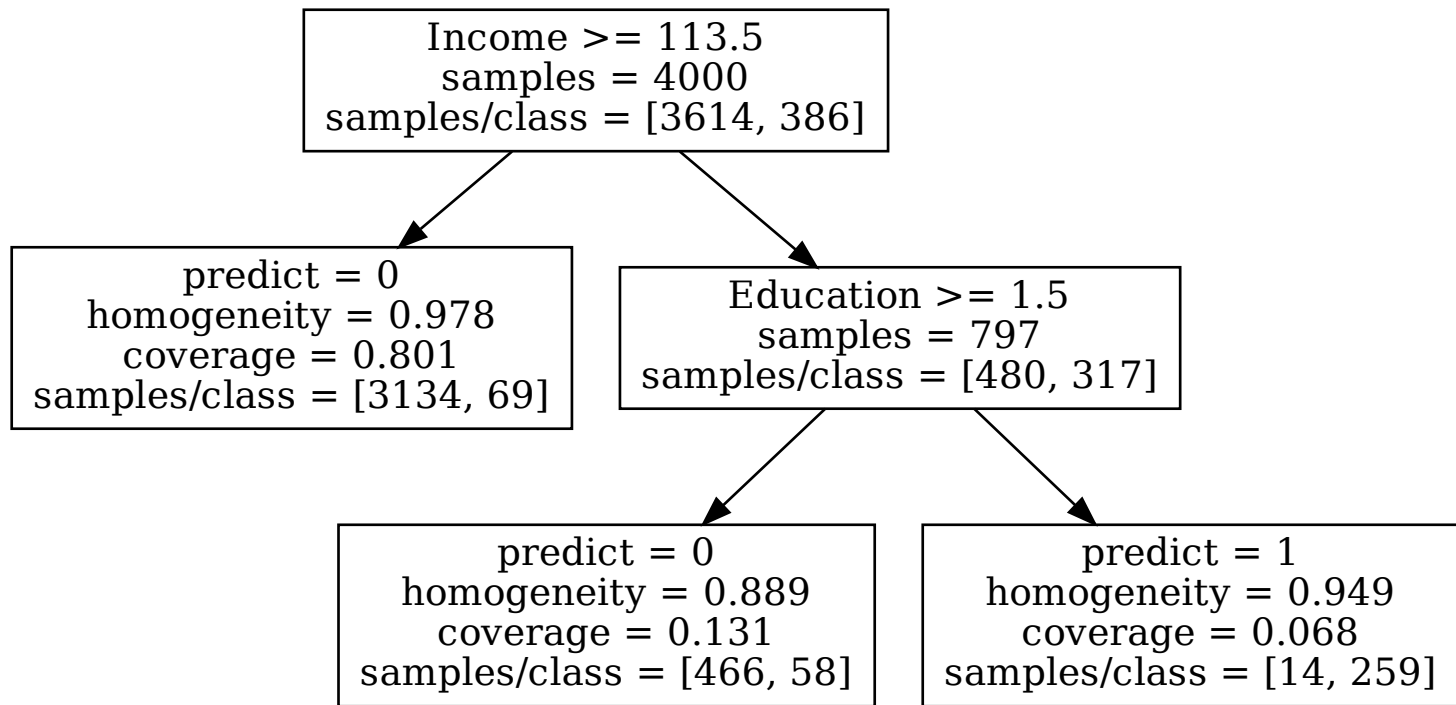 Income >= 113.5
samples = 4000
samples/class = [3614, 386]
predict = 0
homogeneity = 0.978
coverage = 0.801
samples/class = [3134, 69]
Education >= 1.5
samples = 797
samples/class = [480, 317]
predict = 0
homogeneity = 0.889
coverage = 0.131
samples/class = [466, 58]
predict = 1
homogeneity = 0.949
coverage = 0.068
samples/class = [14, 259]